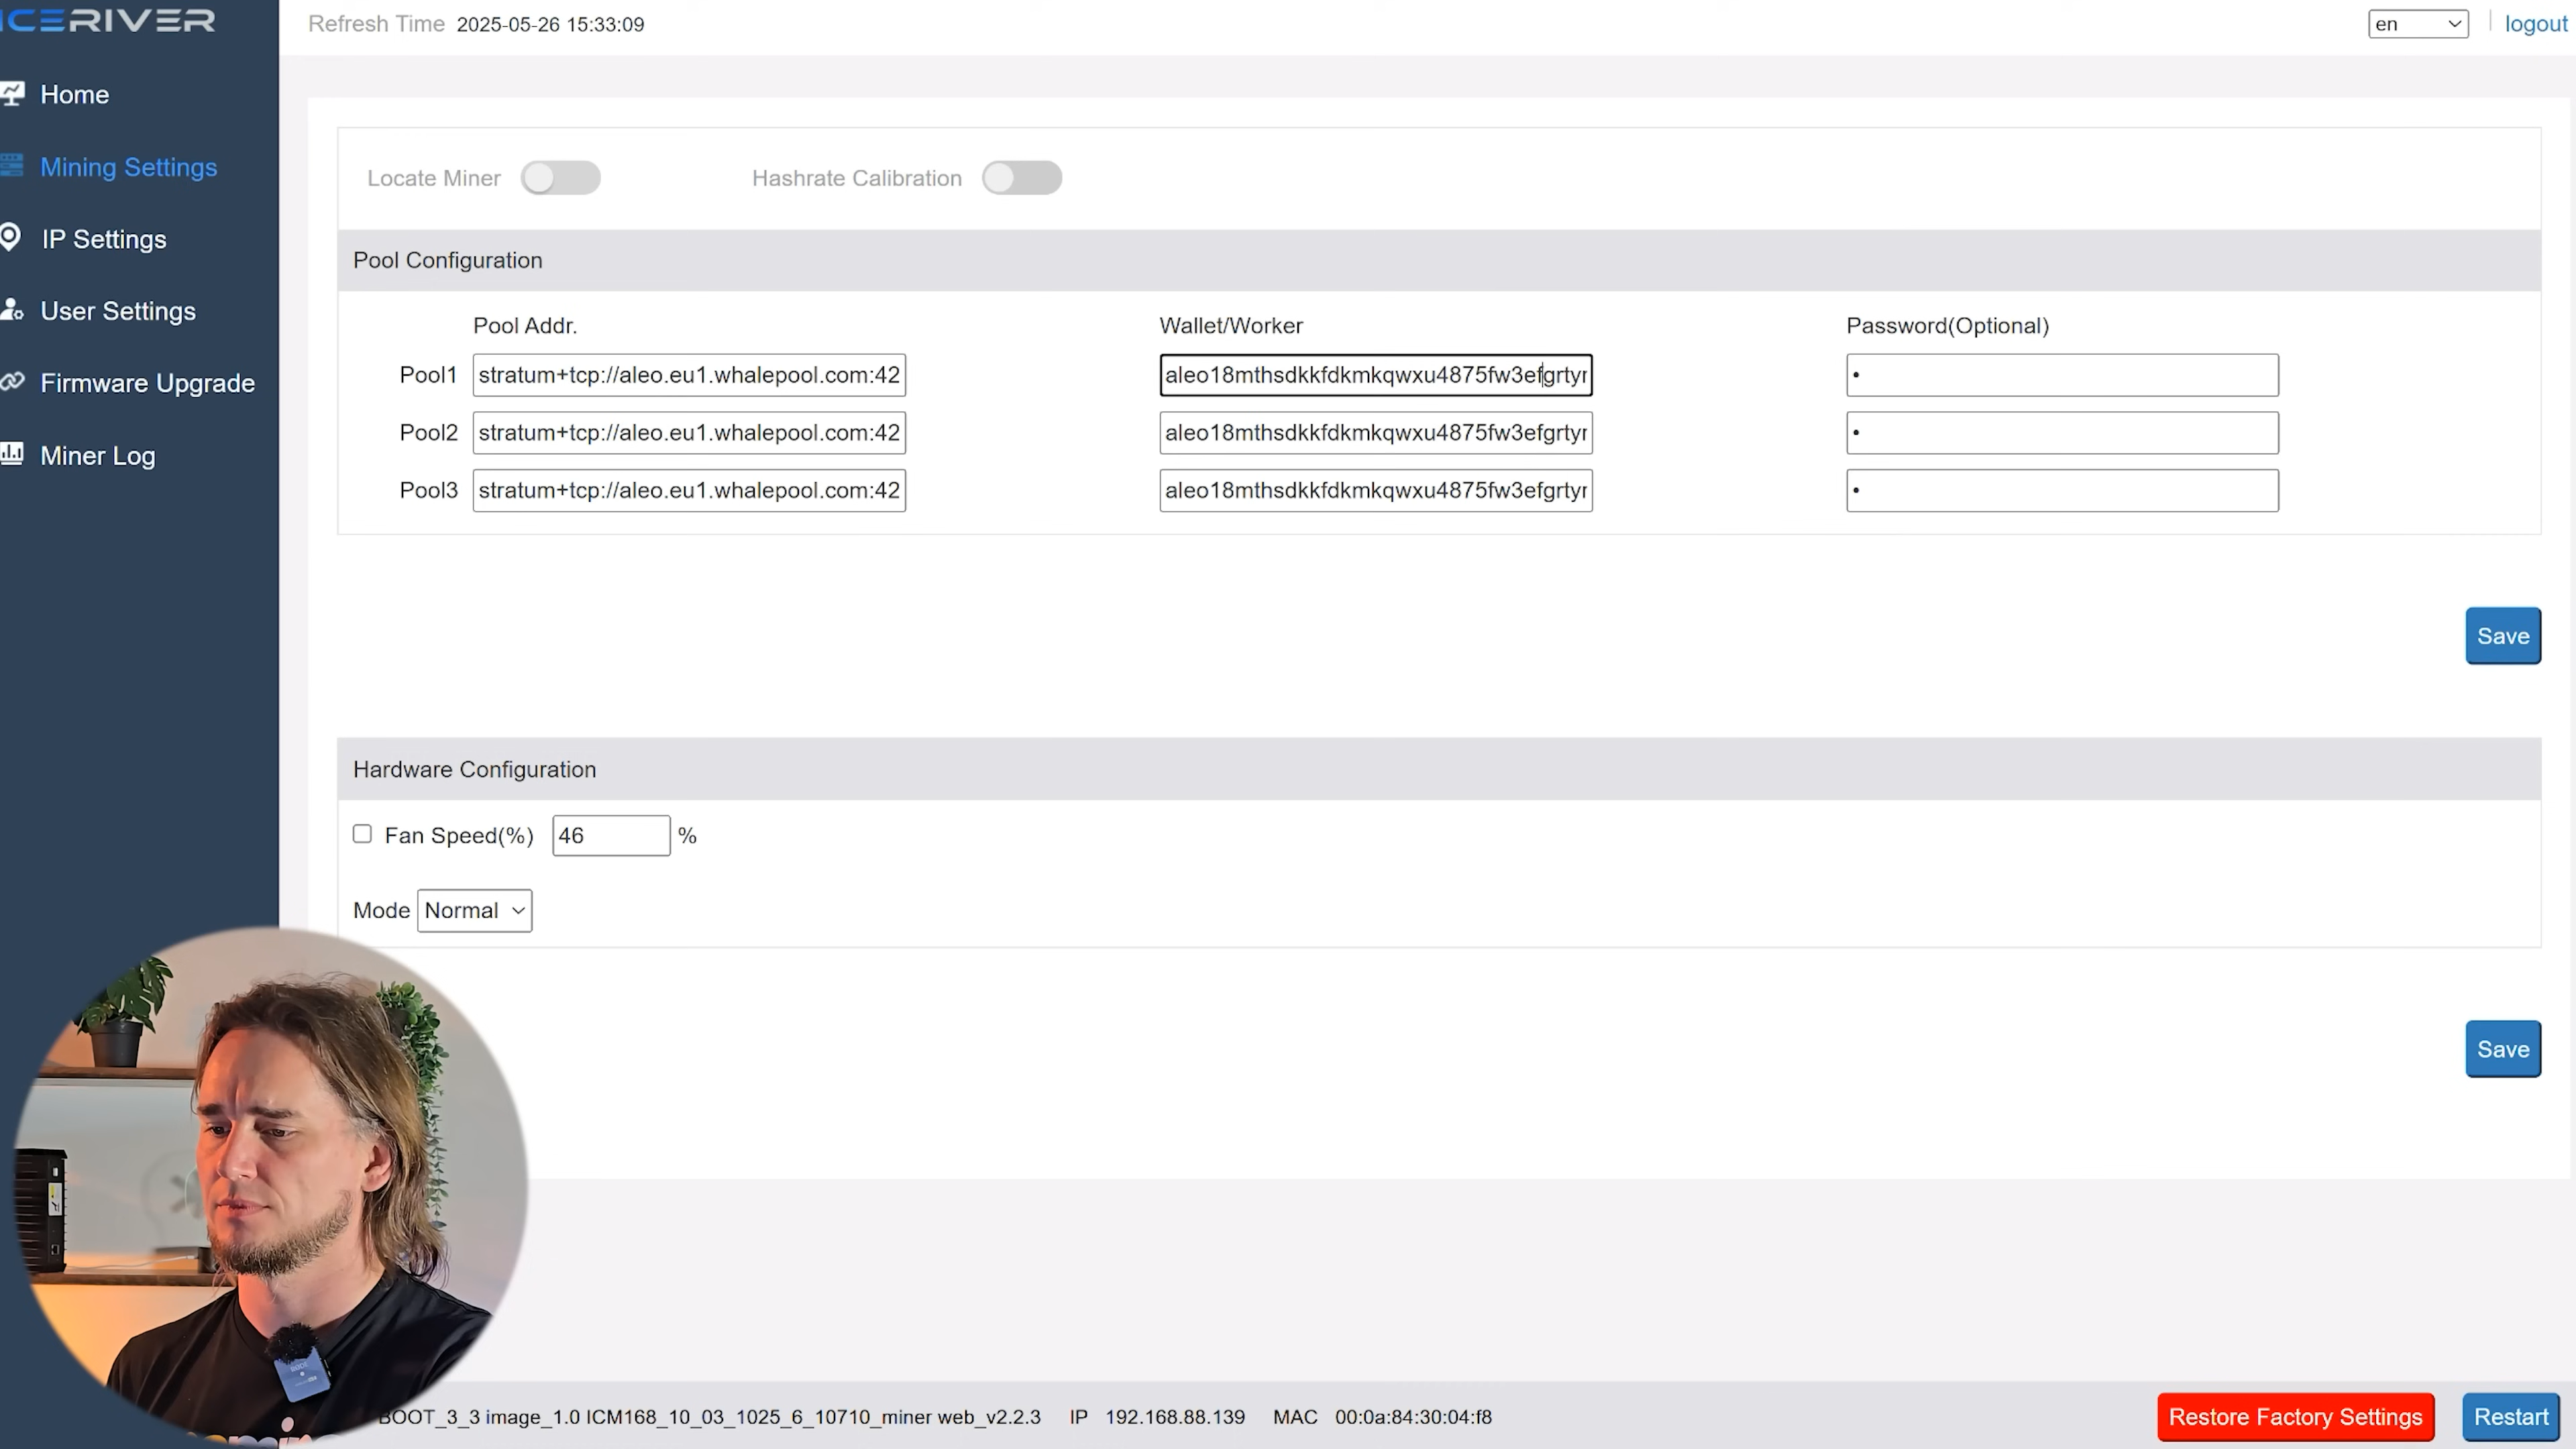 ICERIVER
Refresh Time 2025-05-26 15:33:09
en
logout
Home
Mining Settings
IP Settings
User Settings
Firmware Upgrade
Miner Log
Locate Miner
Hashrate Calibration
Pool Configuration
Pool Addr. Wallet/Worker Password(Optional)
Pool1 stratum+tcp://aleo.eu1.whalepool.com:42 aleo18mthsdkkfdkmkqwxu4875fw3efgrtyr •
Pool2 stratum+tcp://aleo.eu1.whalepool.com:42 aleo18mthsdkkfdkmkqwxu4875fw3efgrtyr •
Pool3 stratum+tcp://aleo.eu1.whalepool.com:42 aleo18mthsdkkfdkmkqwxu4875fw3efgrtyr •
Save
Hardware Configuration
Fan Speed(%) 46 %
Mode Normal
Save
BOOT_3_3 image_1.0 ICM168_10_03_1025_6_10710_miner web_v2.2.3 IP 192.168.88.139 MAC 00:0a:84:30:04:f8
Restore Factory Settings
Restart